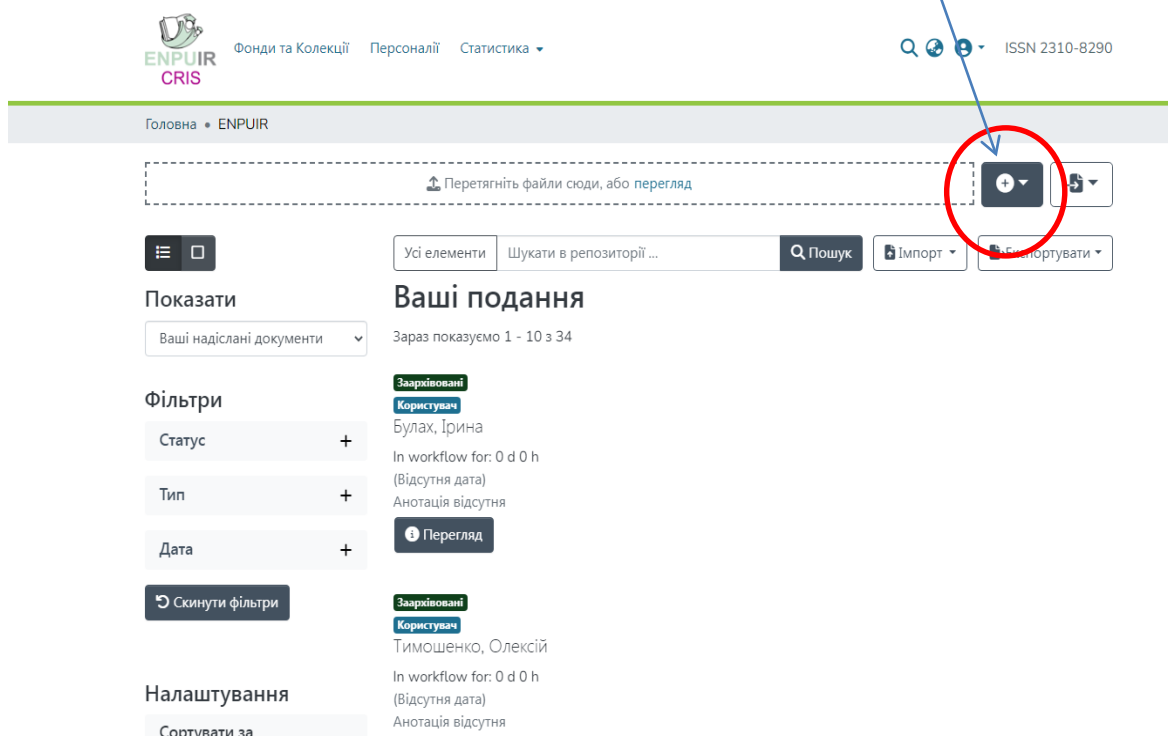 ENPUIR
CRIS
Фонди та Колекції Персоналії Статистика
ISSN 2310-8290
Головна • ENPUIR
Перетягніть файли сюди, або перегляд
Усі елементи Шукати в репозиторії ... Пошук Імпорт Експортувати
Показати
Ваші надіслані документи
Фільтри
Статус
Тип
Дата
Скинути фільтри
Налаштування
Сортувати за
Ваші подання
Зараз показуємо 1 - 10 з 34
Заархівовані
Користувач
Булах, Ірина
In workflow for: 0 d 0 h
(Відсутня дата)
Анотація відсутня
Перегляд
Заархівовані
Користувач
Тимошенко, Олексій
In workflow for: 0 d 0 h
(Відсутня дата)
Анотація відсутня